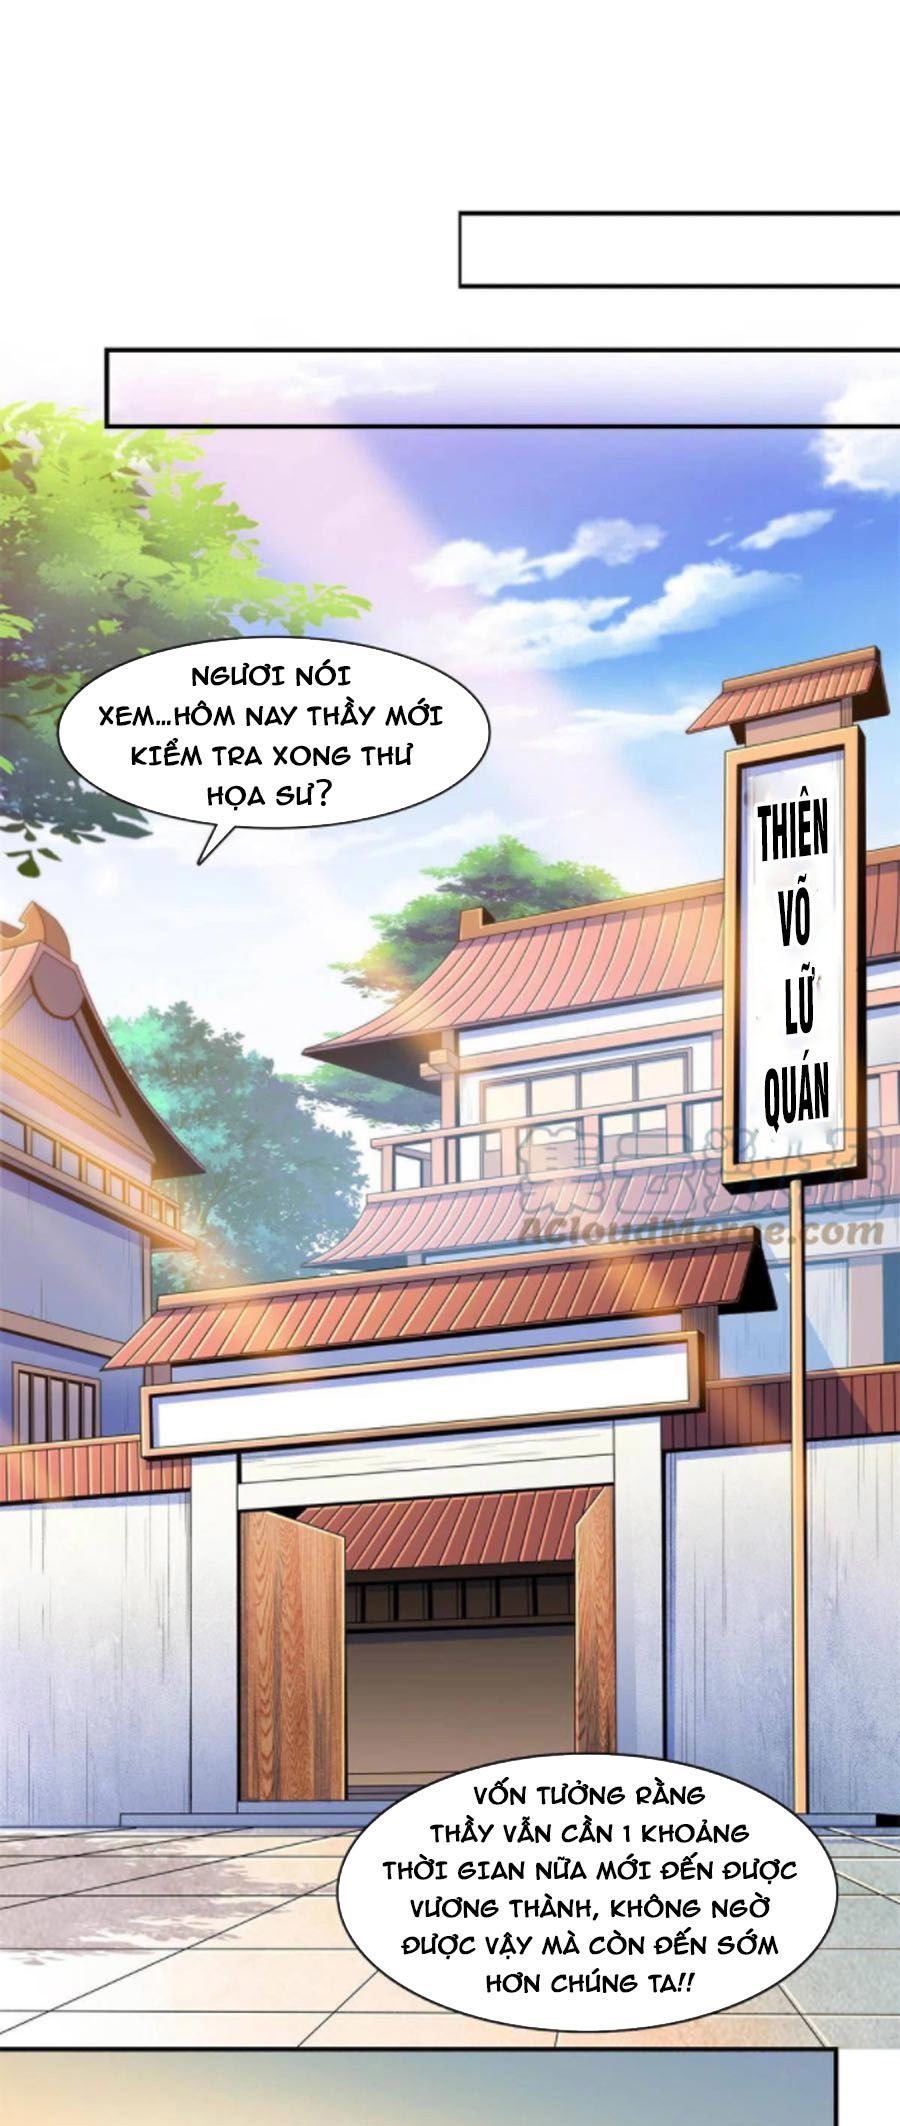 NGƯƠI NÓI
XEM...HÔM NAY THẦY MỚI
KIỂM TRA XONG THƯ
HỌA SƯ?
THIÊN
VÕ
LỮ
QUÁN
ACloudMerge.com
VỐN TƯỞNG RẰNG
THẦY VẪN CẦN 1 KHOẢNG
THỜI GIAN NỮA MỚI ĐẾN ĐƯỢC
VƯƠNG THÀNH, KHÔNG NGỜ
ĐƯỢC VẬY MÀ CÒN ĐẾN SỚM
HƠN CHÚNG TA!!